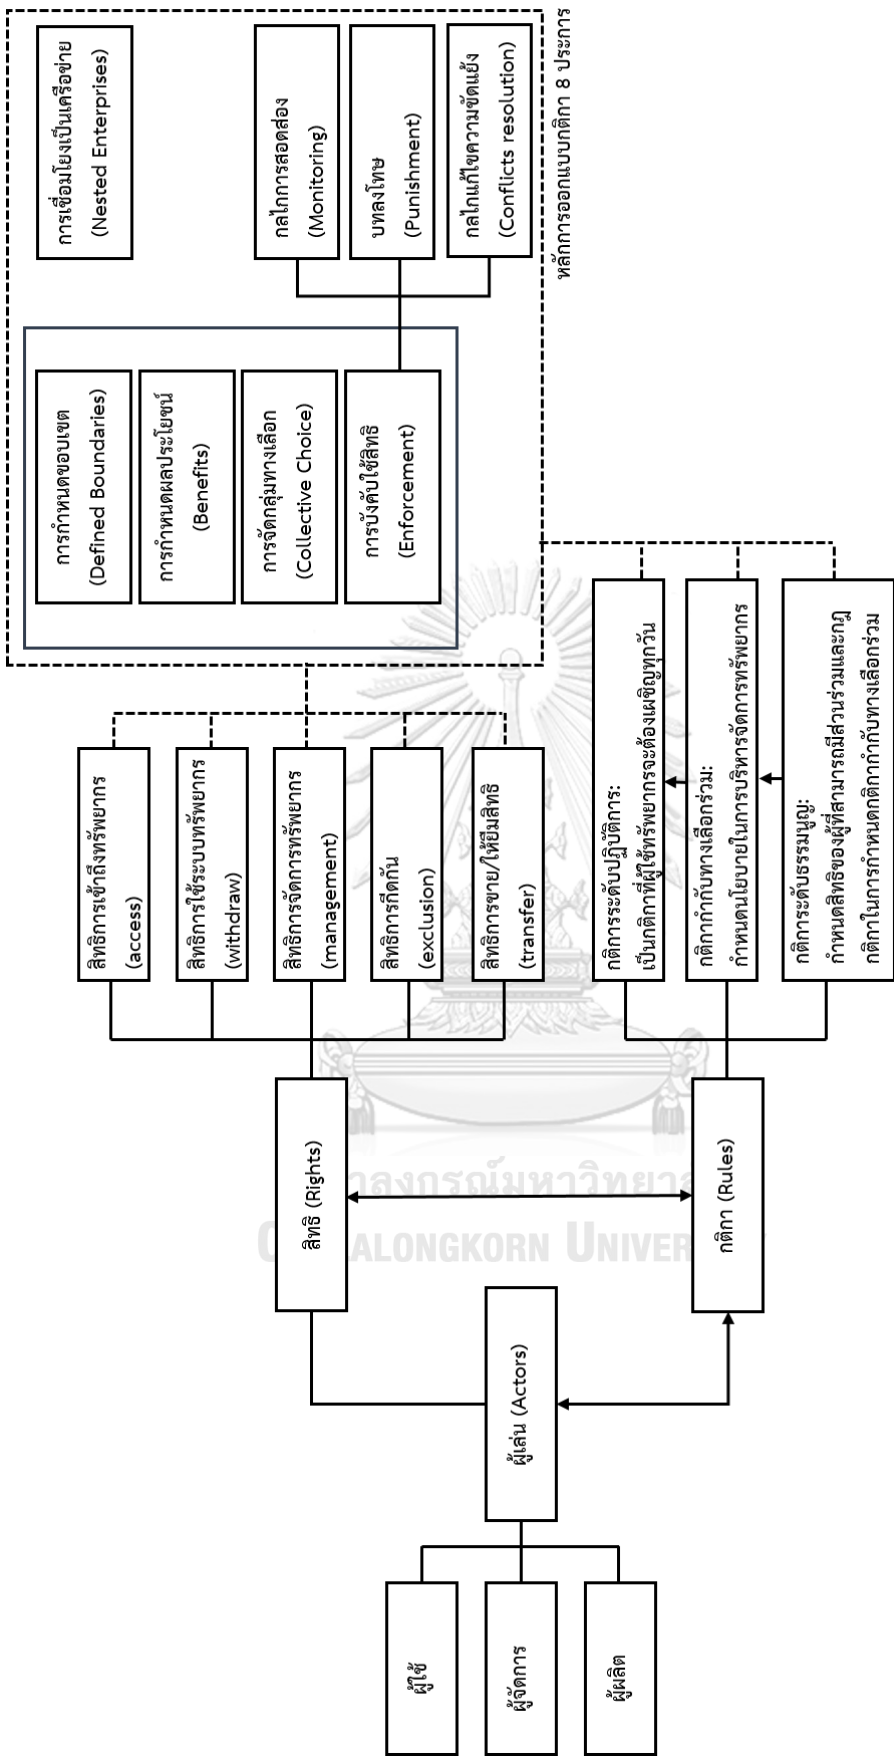 ผู้ใช้
ผู้จัดการ
ผู้ผลิต
ผู้เล่น (Actors)
สิทธิ (Rights)
กติกา (Rules)
สิทธิการเข้าถึงทรัพยากร
(access)
สิทธิการใช้ระบบทรัพยากร
(withdraw)
สิทธิการจัดการทรัพยากร
(management)
สิทธิการกีดกัน
(exclusion)
สิทธิการขาย/ให้ยืมสิทธิ
(transfer)
กติการระดับปฏิบัติการ:
เป็นกติกาที่ผู้ใช้ทรัพยากรจะต้องเผชิญทุกวัน
กติกากำกับทางเลือกร่วม:
กำหนดนโยบายในการบริหารจัดการทรัพยากร
กติการะดับธรรมนูญ:
กำหนดสิทธิของผู้ที่สามารถมีส่วนร่วมและกฎ
กติกาในการกำหนดกติกากำกับทางเลือกร่วม
การกำหนดขอบเขต
(Defined Boundaries)
การกำหนดผลประโยชน์
(Benefits)
การจัดกลุ่มทางเลือก
(Collective Choice)
การบังคับใช้สิทธิ
(Enforcement)
การเชื่อมโยงเป็นเครือข่าย
(Nested Enterprises)
กลไกการสอดส่อง
(Monitoring)
บทลงโทษ
(Punishment)
กลไกแก้ไขความขัดแย้ง
(Conflicts resolution)
หลักการออกแบบกติกา 8 ประการ
าลงกรณ์มหาวิทยาล
ALONGKORN UNIVER